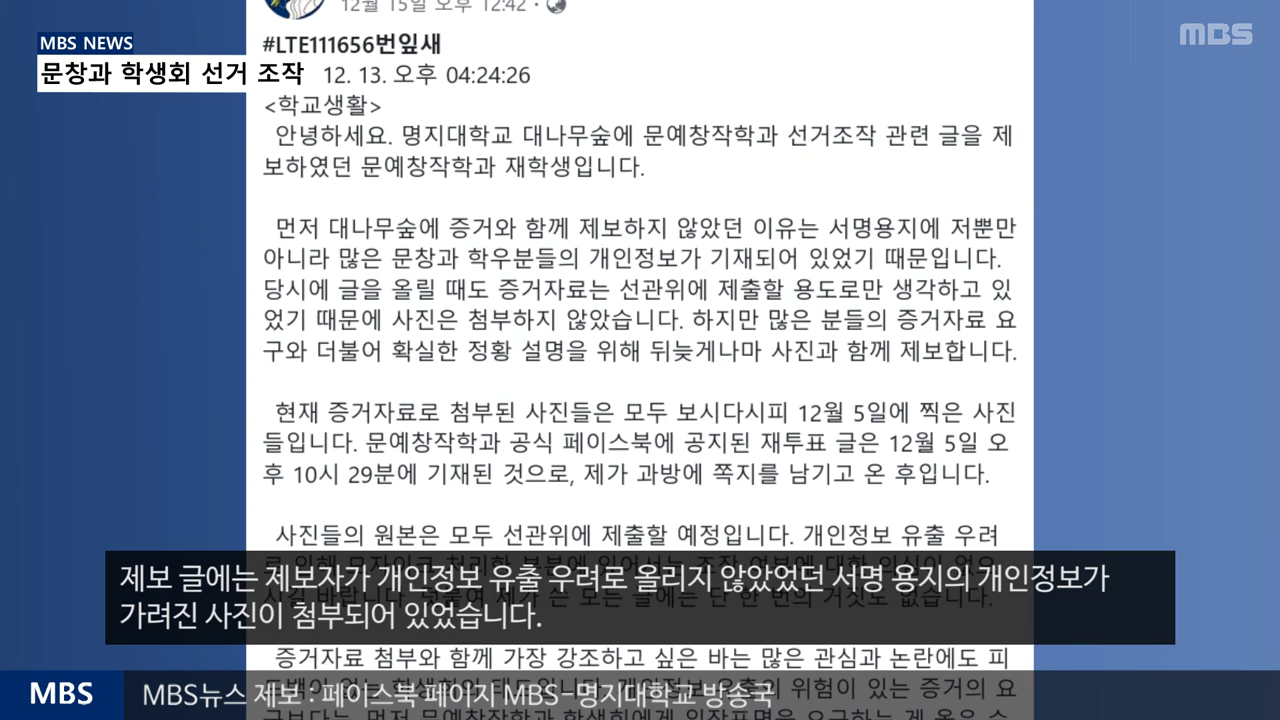 12월 15일 오후 12:42 ·
MBS NEWS
문창과 학생회 선거 조작
MBS
#LTE111656번잎새
12. 13. 오후 04:24:26
<학교생활>
안녕하세요. 명지대학교 대나무숲에 문예창작학과 선거조작 관련 글을 제
보하였던 문예창작학과 재학생입니다.
먼저 대나무숲에 증거와 함께 제보하지 않았던 이유는 서명용지에 저뿐만
아니라 많은 문창과 학우분들의 개인정보가 기재되어 있었기 때문입니다.
당시에 글을 올릴 때도 증거자료는 선관위에 제출할 용도로만 생각하고 있
었기 때문에 사진은 첨부하지 않았습니다. 하지만 많은 분들의 증거자료 요
구와 더불어 확실한 정황 설명을 위해 뒤늦게나마 사진과 함께 제보합니다.
현재 증거자료로 첨부된 사진들은 모두 보시다시피 12월 5일에 찍은 사진
들입니다. 문예창작학과 공식 페이스북에 공지된 재투표 글은 12월 5일 오
후 10시 29분에 기재된 것으로, 제가 과방에 쪽지를 남기고 온 후입니다.
사진들의 원본은 모두 선관위에 제출할 예정입니다. 개인정보 유출 우려
제보 글에는 제보자가 개인정보 유출 우려로 올리지 않았었던 서명 용지의 개인정보가
가려진 사진이 첨부되어 있었습니다.
증거자료 첨부와 함께 가장 강조하고 싶은 바는 많은 관심과 논란에도 피
MBS
MBS뉴스 제보 : 페이스북 페이지 MBS-명지대학교 방송국